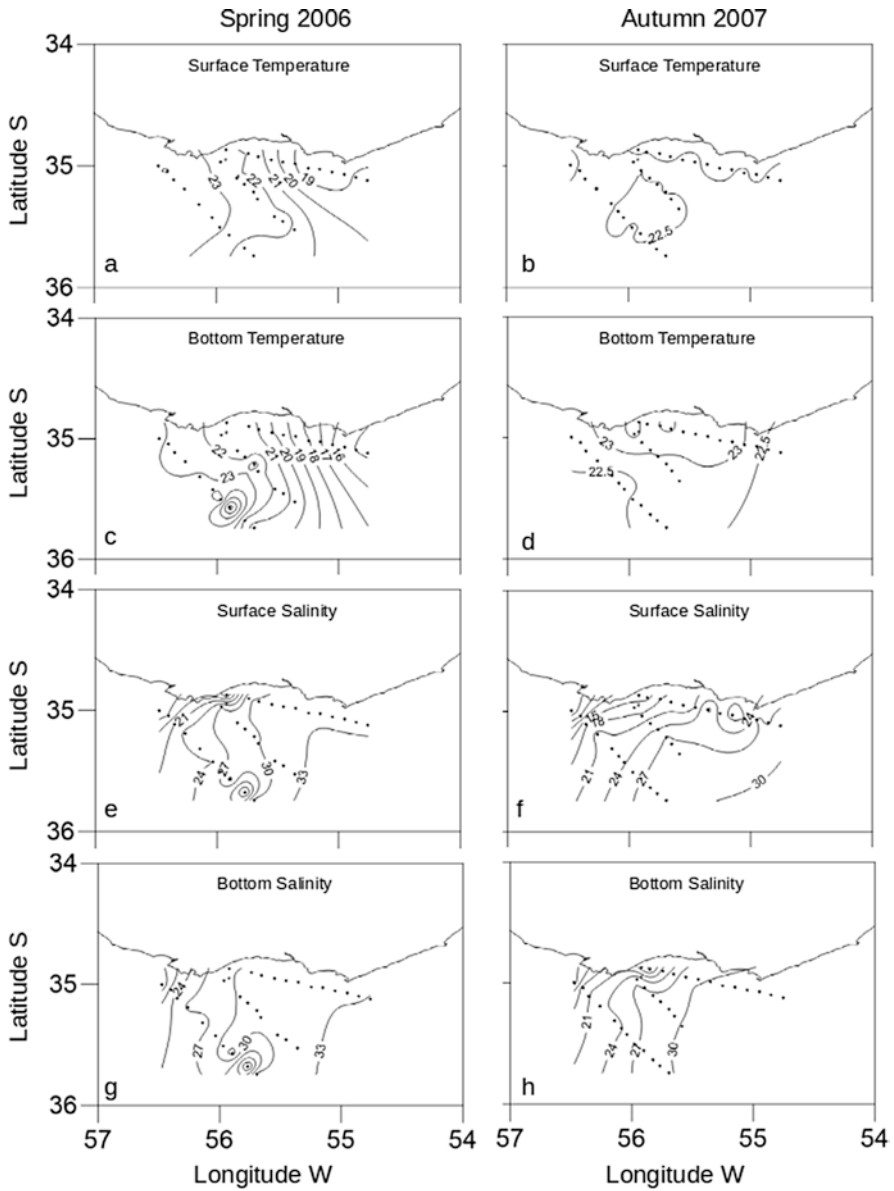 Spring 2006
Autumn 2007
34
Surface Temperature
Surface Temperature
Latitude S
35
23
22
21
20
19
22.5
a
b
36
34
Bottom Temperature
Bottom Temperature
Latitude S
35
22
23
21
20
19
18
17
16
23
23
22.5
22.5
c
d
36
34
Surface Salinity
Surface Salinity
Latitude S
35
21
24
27
30
33
15
18
21
24
27
24
30
e
f
36
34
Bottom Salinity
Bottom Salinity
Latitude S
35
24
27
30
33
21
24
27
30
g
h
36
57
56
55
54
57
56
55
54
Longitude W
Longitude W